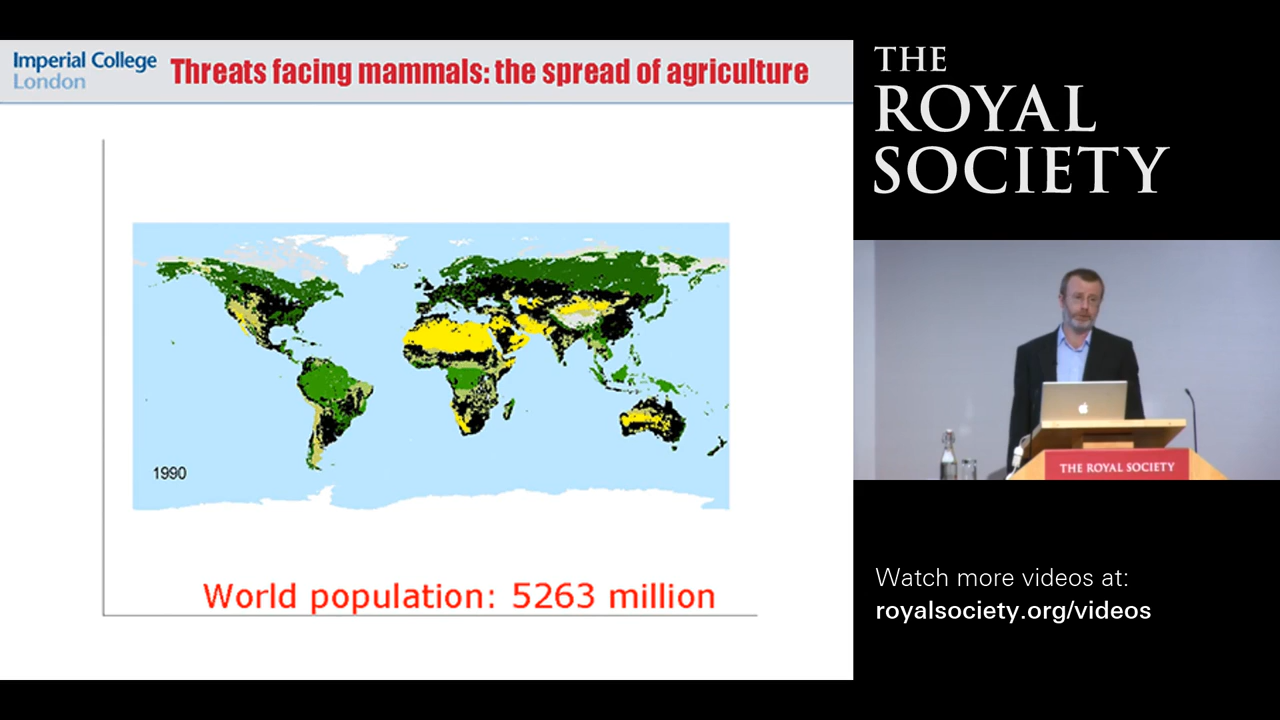 Imperial College
London
Threats facing mammals: the spread of agriculture
1990
World population: 5263 million
THE
ROYAL
SOCIETY
THE ROYAL SOCIETY
Watch more videos at:
royalsociety.org/videos